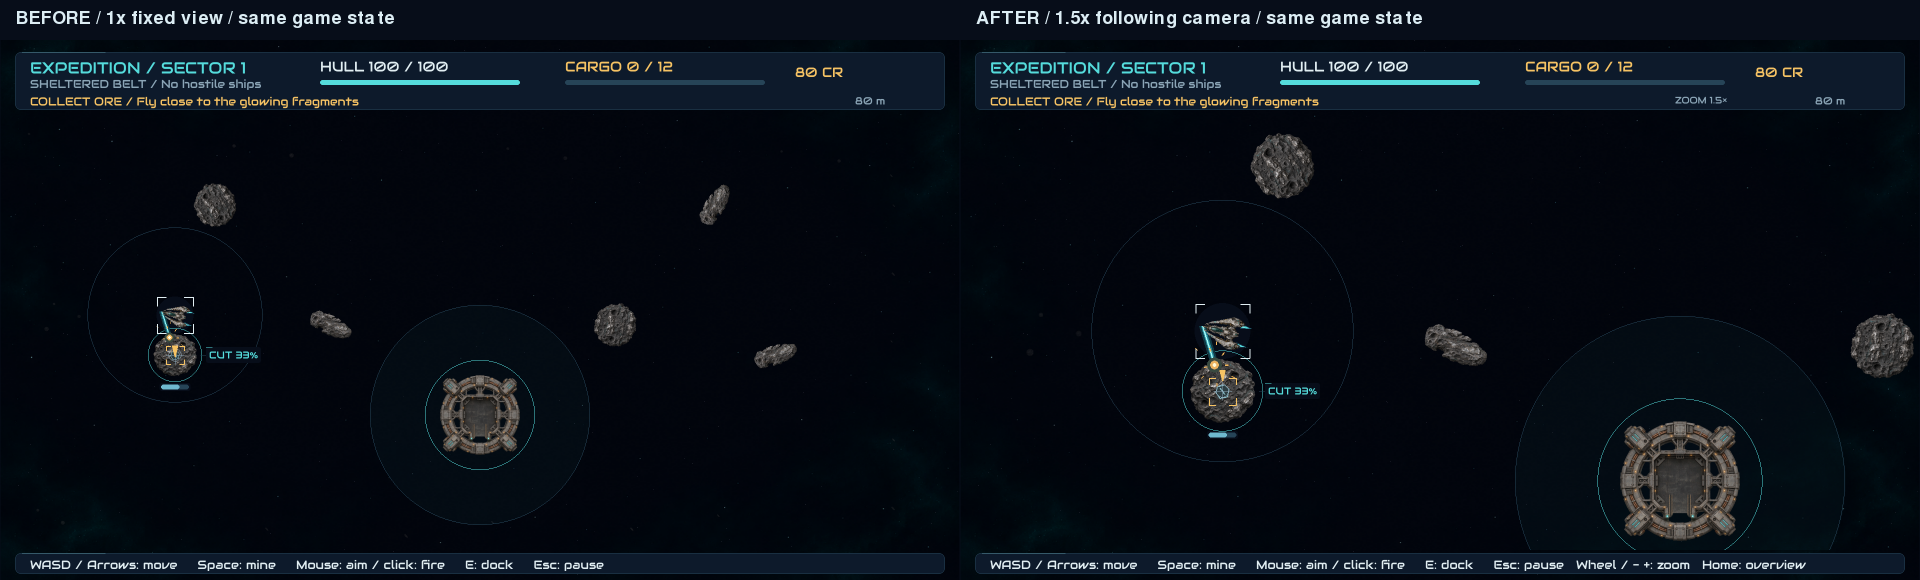 BEFORE / 1x fixed view / same game state
EXPEDITION / SECTOR 1
SHELTERED BELT / No hostile ships
COLLECT ORE / Fly close to the glowing fragments
HULL 100 / 100
CARGO 0 / 12
80 CR
80 m
CUT 33%
WASD / Arrows: move Space: mine Mouse: aim / click: fire E: dock Esc: pause
AFTER / 1.5x following camera / same game state
EXPEDITION / SECTOR 1
SHELTERED BELT / No hostile ships
COLLECT ORE / Fly close to the glowing fragments
HULL 100 / 100
CARGO 0 / 12
80 CR
ZOOM 1.5×
80 m
CUT 33%
WASD / Arrows: move Space: mine Mouse: aim / click: fire E: dock Esc: pause Wheel / - +: zoom Home: overview